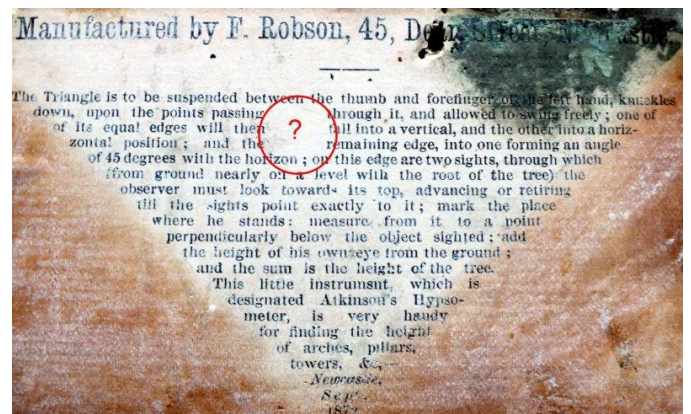 Manufactured by F. Robson, 45,
The Triangle is to be suspended between the thumb and forefinger of the left hand, knuckles
down, upon the points passing through it, and allowed to swing freely ; one of
of its equal edges will then fall into a vertical, and the other into a horiz-
zontal position ; and the remaining edge, into one forming an angle
of 45 degrees with the horizon ; on this edge are two sights, through which
(from ground nearly on a level with the root of the tree) the
observer must look towards its top, advancing or retiring
till the sights point exactly to it ; mark the place
where he stands : measure from it to a point
perpendicularly below the object sighted ; add
the height of his own eye from the ground ;
and the sum is the height of the tree.
This little instrumsnt, which is
designated Atkinson's Hypso-
meter, is very handy
for finding the height
of arches, pillars,
towers, &c,—
Newcastle,
Sept.
?